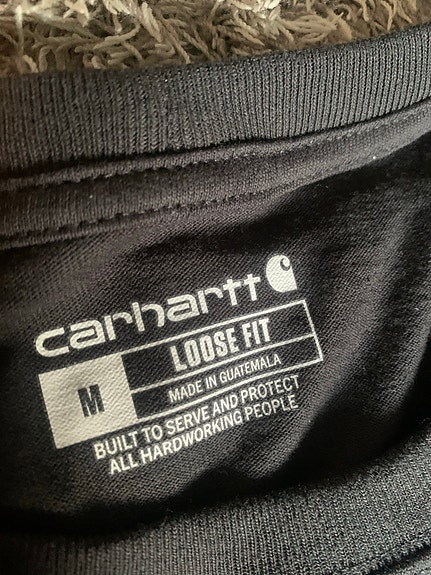 carhartt
M
LOOSE FIT
MADE IN GUATEMALA
BUILT TO SERVE AND PROTECT
ALL HARDWORKING PEOPLE